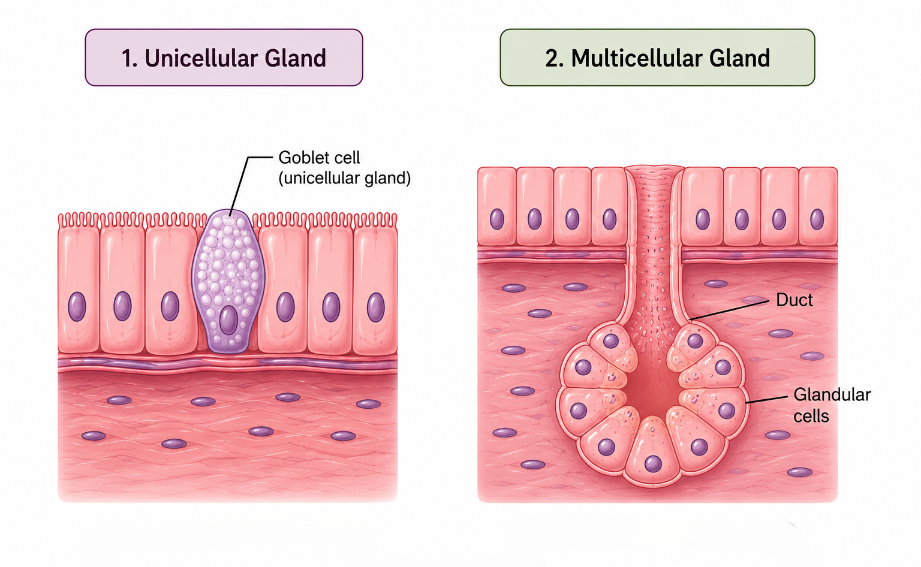 1. Unicellular Gland
2. Multicellular Gland
Goblet cell
(unicellular gland)
Duct
Glandular
cells